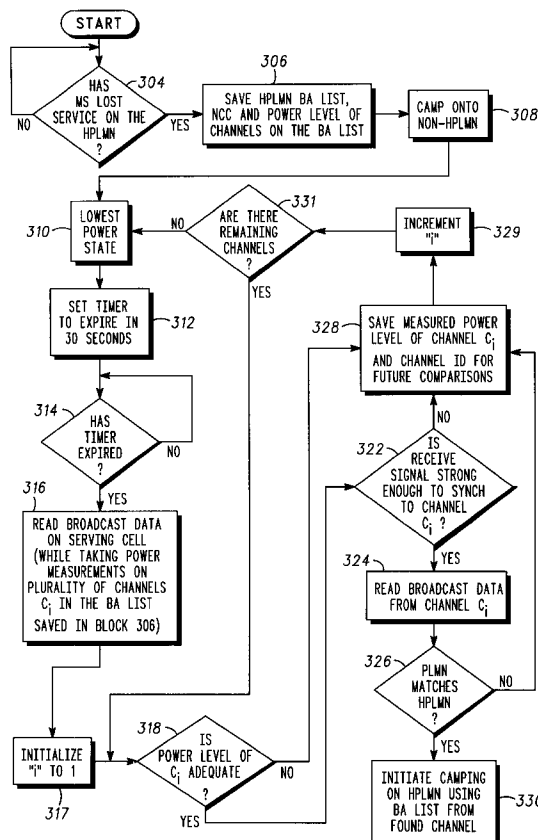 START
304
HAS
MS LOST
SERVICE ON THE
HPLMN
?
NO
YES
306
SAVE HPLMN BA LIST,
NCC AND POWER LEVEL OF
CHANNELS ON THE BA LIST
CAMP ONTO
NON-HPLMN
308
310
LOWEST
POWER
STATE
331
ARE THERE
REMAINING
CHANNELS
?
NO
YES
INCREMENT
"i"
329
SET TIMER
TO EXPIRE IN
30 SECONDS
312
328
SAVE MEASURED POWER
LEVEL OF CHANNEL Ci
AND CHANNEL ID FOR
FUTURE COMPARISONS
314
HAS
TIMER
EXPIRED
?
NO
YES
NO
322
IS
RECEIVE
SIGNAL STRONG
ENOUGH TO SYNCH
TO CHANNEL
Ci ?
YES
316
READ BROADCAST DATA
ON SERVING CELL
(WHILE TAKING POWER
MEASUREMENTS ON
PLURALITY OF CHANNELS
Ci IN THE BA LIST
SAVED IN BLOCK 306)
324
READ BROADCAST DATA
FROM CHANNEL Ci
326
PLMN
MATCHES
HPLMN
?
NO
YES
INITIALIZE
"i" TO 1
317
318
IS
POWER LEVEL OF
Ci ADEQUATE
?
NO
YES
INITIATE CAMPING
ON HPLMN USING
BA LIST FROM
FOUND CHANNEL
330